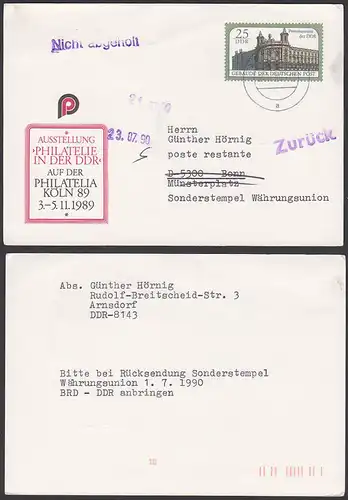 Nicht abgeholt
25
DDR
Postmuseum
der DDR
GEBÄUDE DER DEUTSCHEN POST
a
23. 07. 90
AUSSTELLUNG
›PHILATELIE
IN DER DDR‹
AUF DER
PHILATELIA
KÖLN 89
3.–5.11.1989
Herrn
Günther Hörnig
poste restante
D-5300 Bonn
Münsterplatz
Sonderstempel Währungsunion
Zurück
Abs. Günther Hörnig
Rudolf-Breitscheid-Str. 3
Arnsdorf
DDR-8143
Bitte bei Rücksendung Sonderstempel
Währungsunion 1. 7. 1990
BRD - DDR anbringen